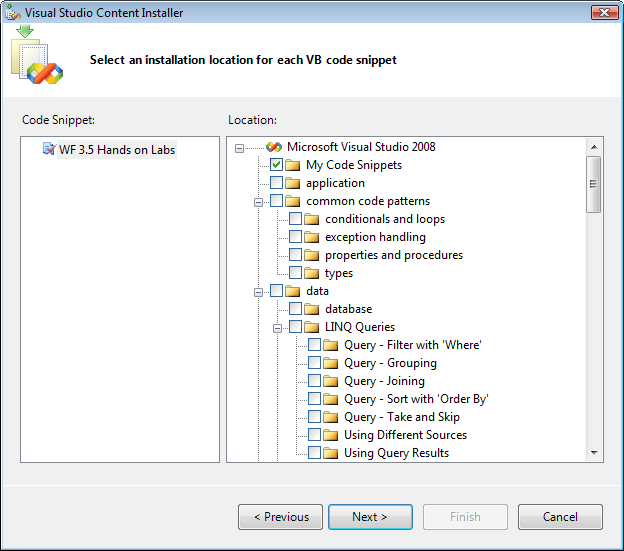 Visual Studio Content Installer
Select an installation location for each VB code snippet
Code Snippet:
Location:
WF 3.5 Hands on Labs
Microsoft Visual Studio 2008
My Code Snippets
application
common code patterns
conditionals and loops
exception handling
properties and procedures
types
data
database
LINQ Queries
Query - Filter with 'Where'
Query - Grouping
Query - Joining
Query - Sort with 'Order By'
Query - Take and Skip
Using Different Sources
Using Query Results
< Previous
Next >
Finish
Cancel